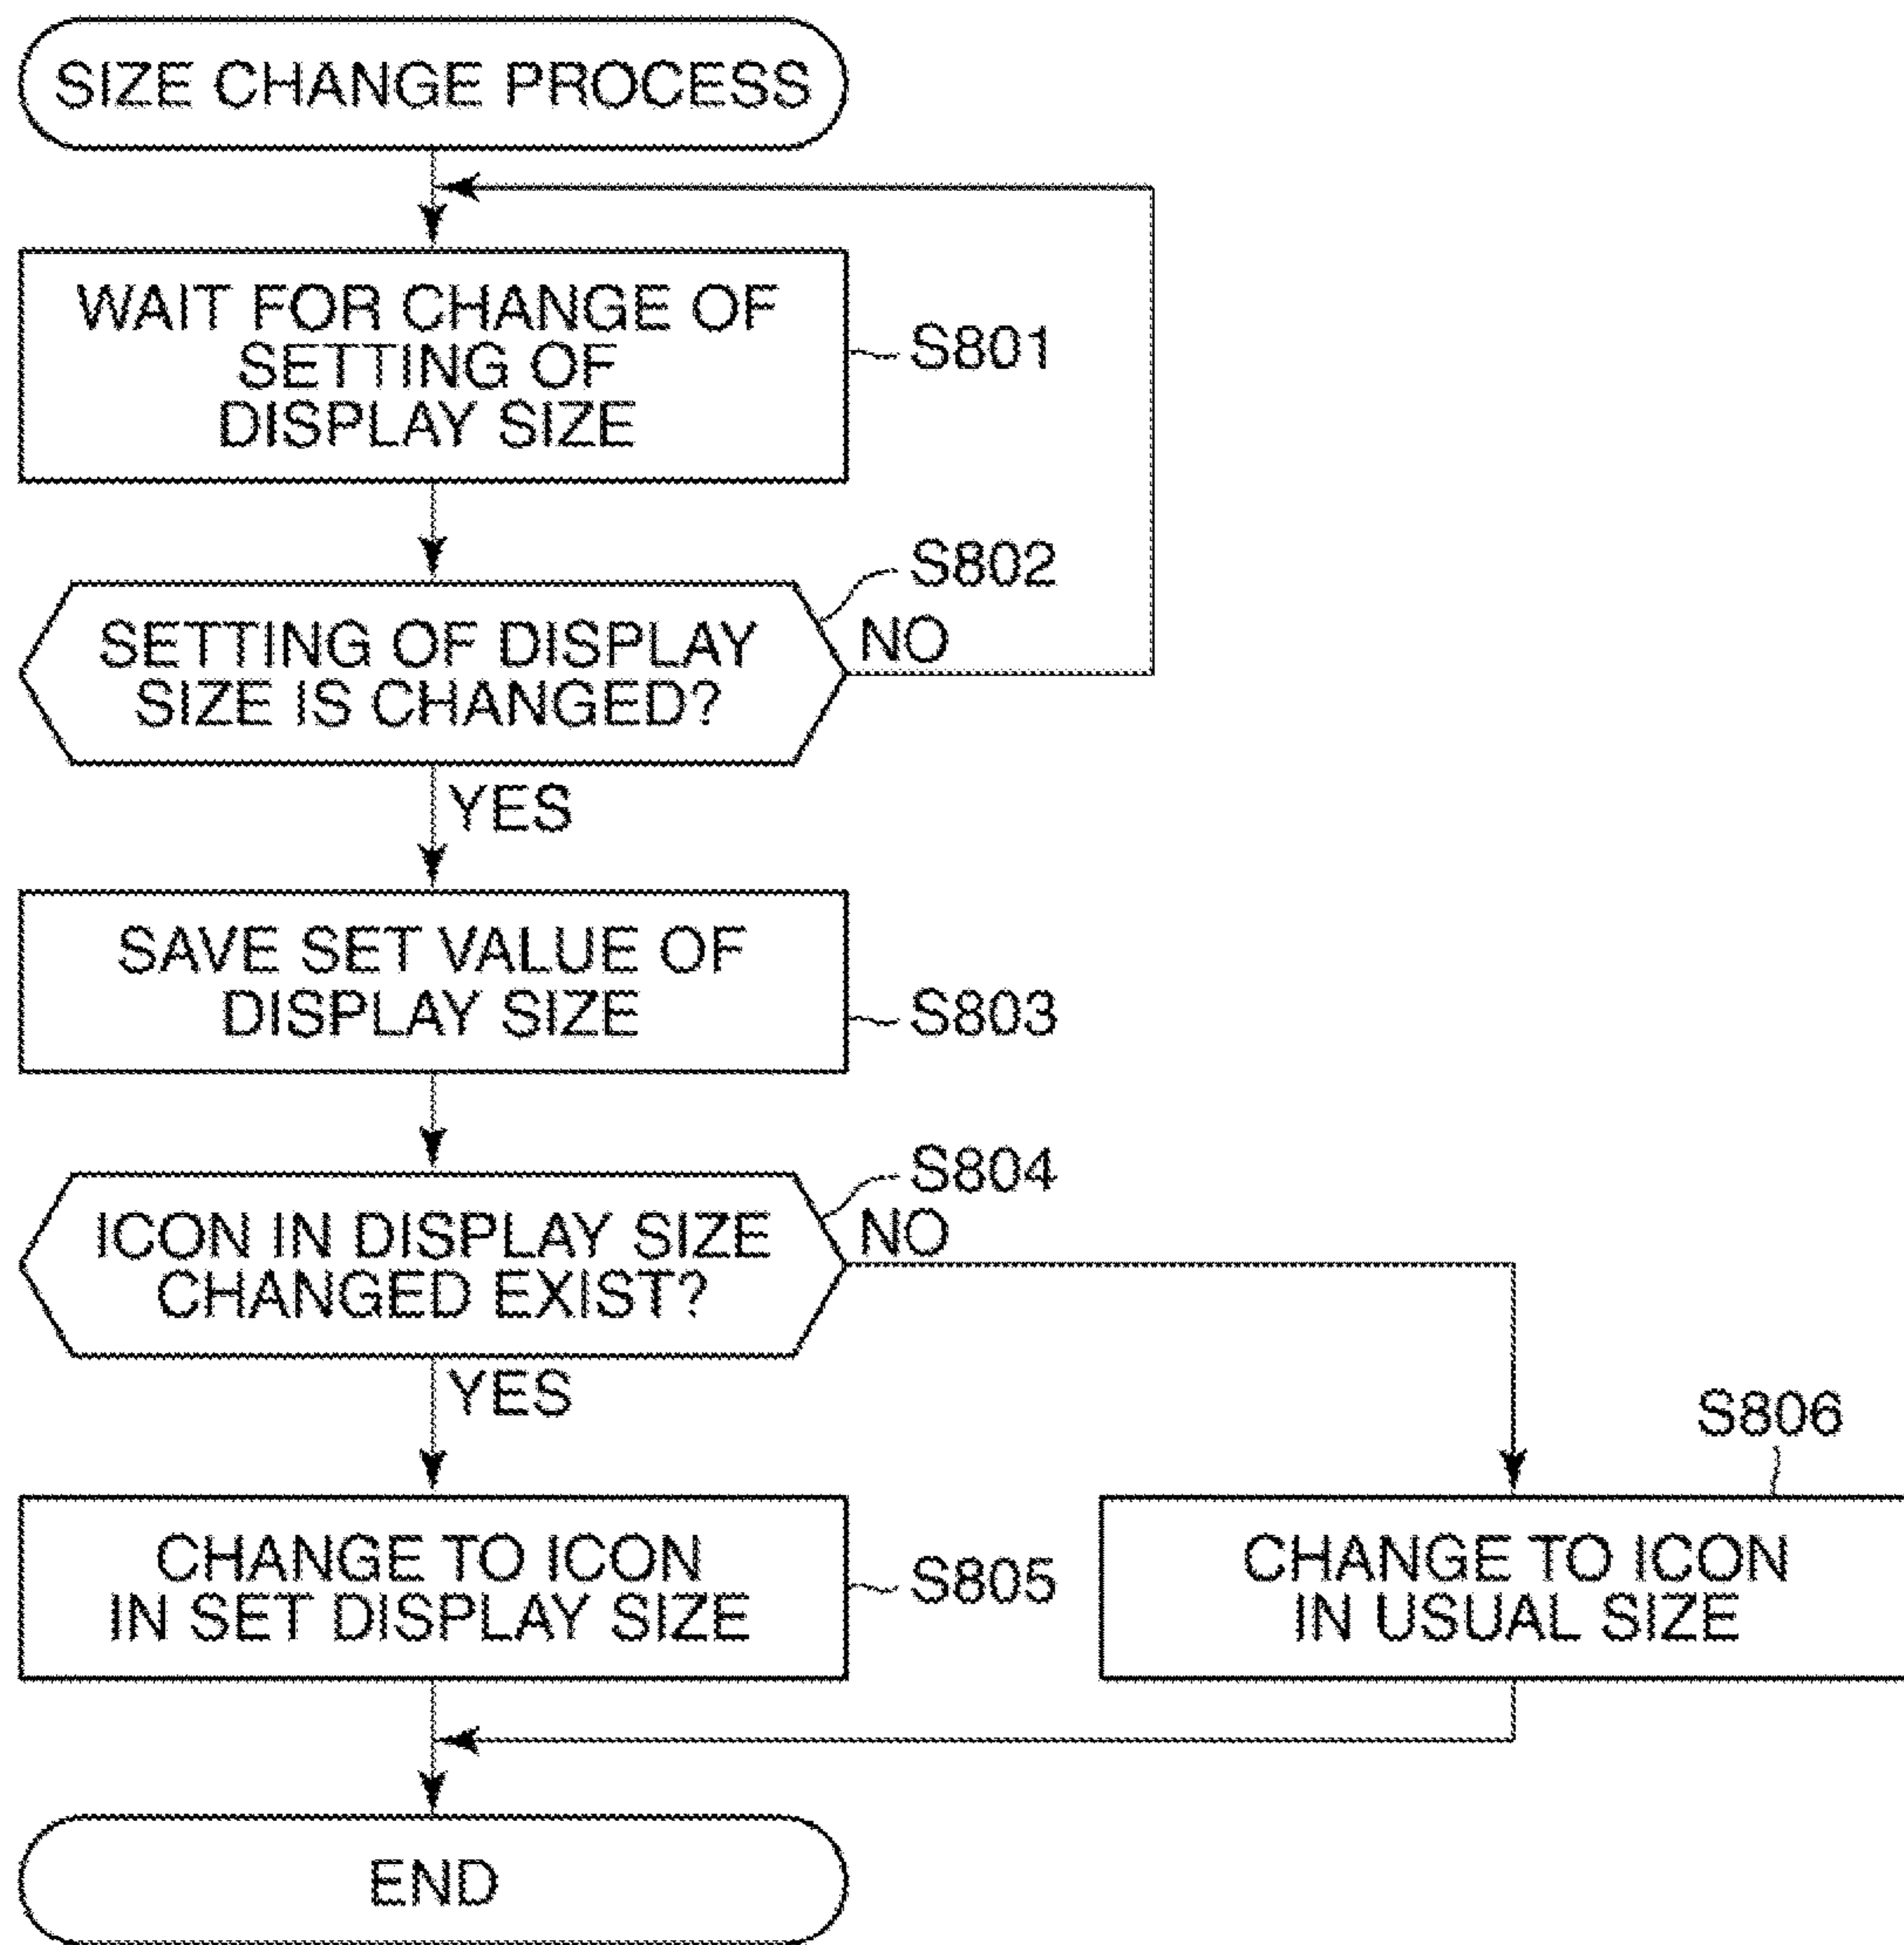 SIZE CHANGE PROCESS
WAIT FOR CHANGE OF
SETTING OF
DISPLAY SIZE
S801
S802
SETTING OF DISPLAY
SIZE IS CHANGED?
NO
YES
SAVE SET VALUE OF
DISPLAY SIZE
S803
S804
ICON IN DISPLAY SIZE
CHANGED EXIST?
NO
YES
CHANGE TO ICON
IN SET DISPLAY SIZE
S805
S806
CHANGE TO ICON
IN USUAL SIZE
END